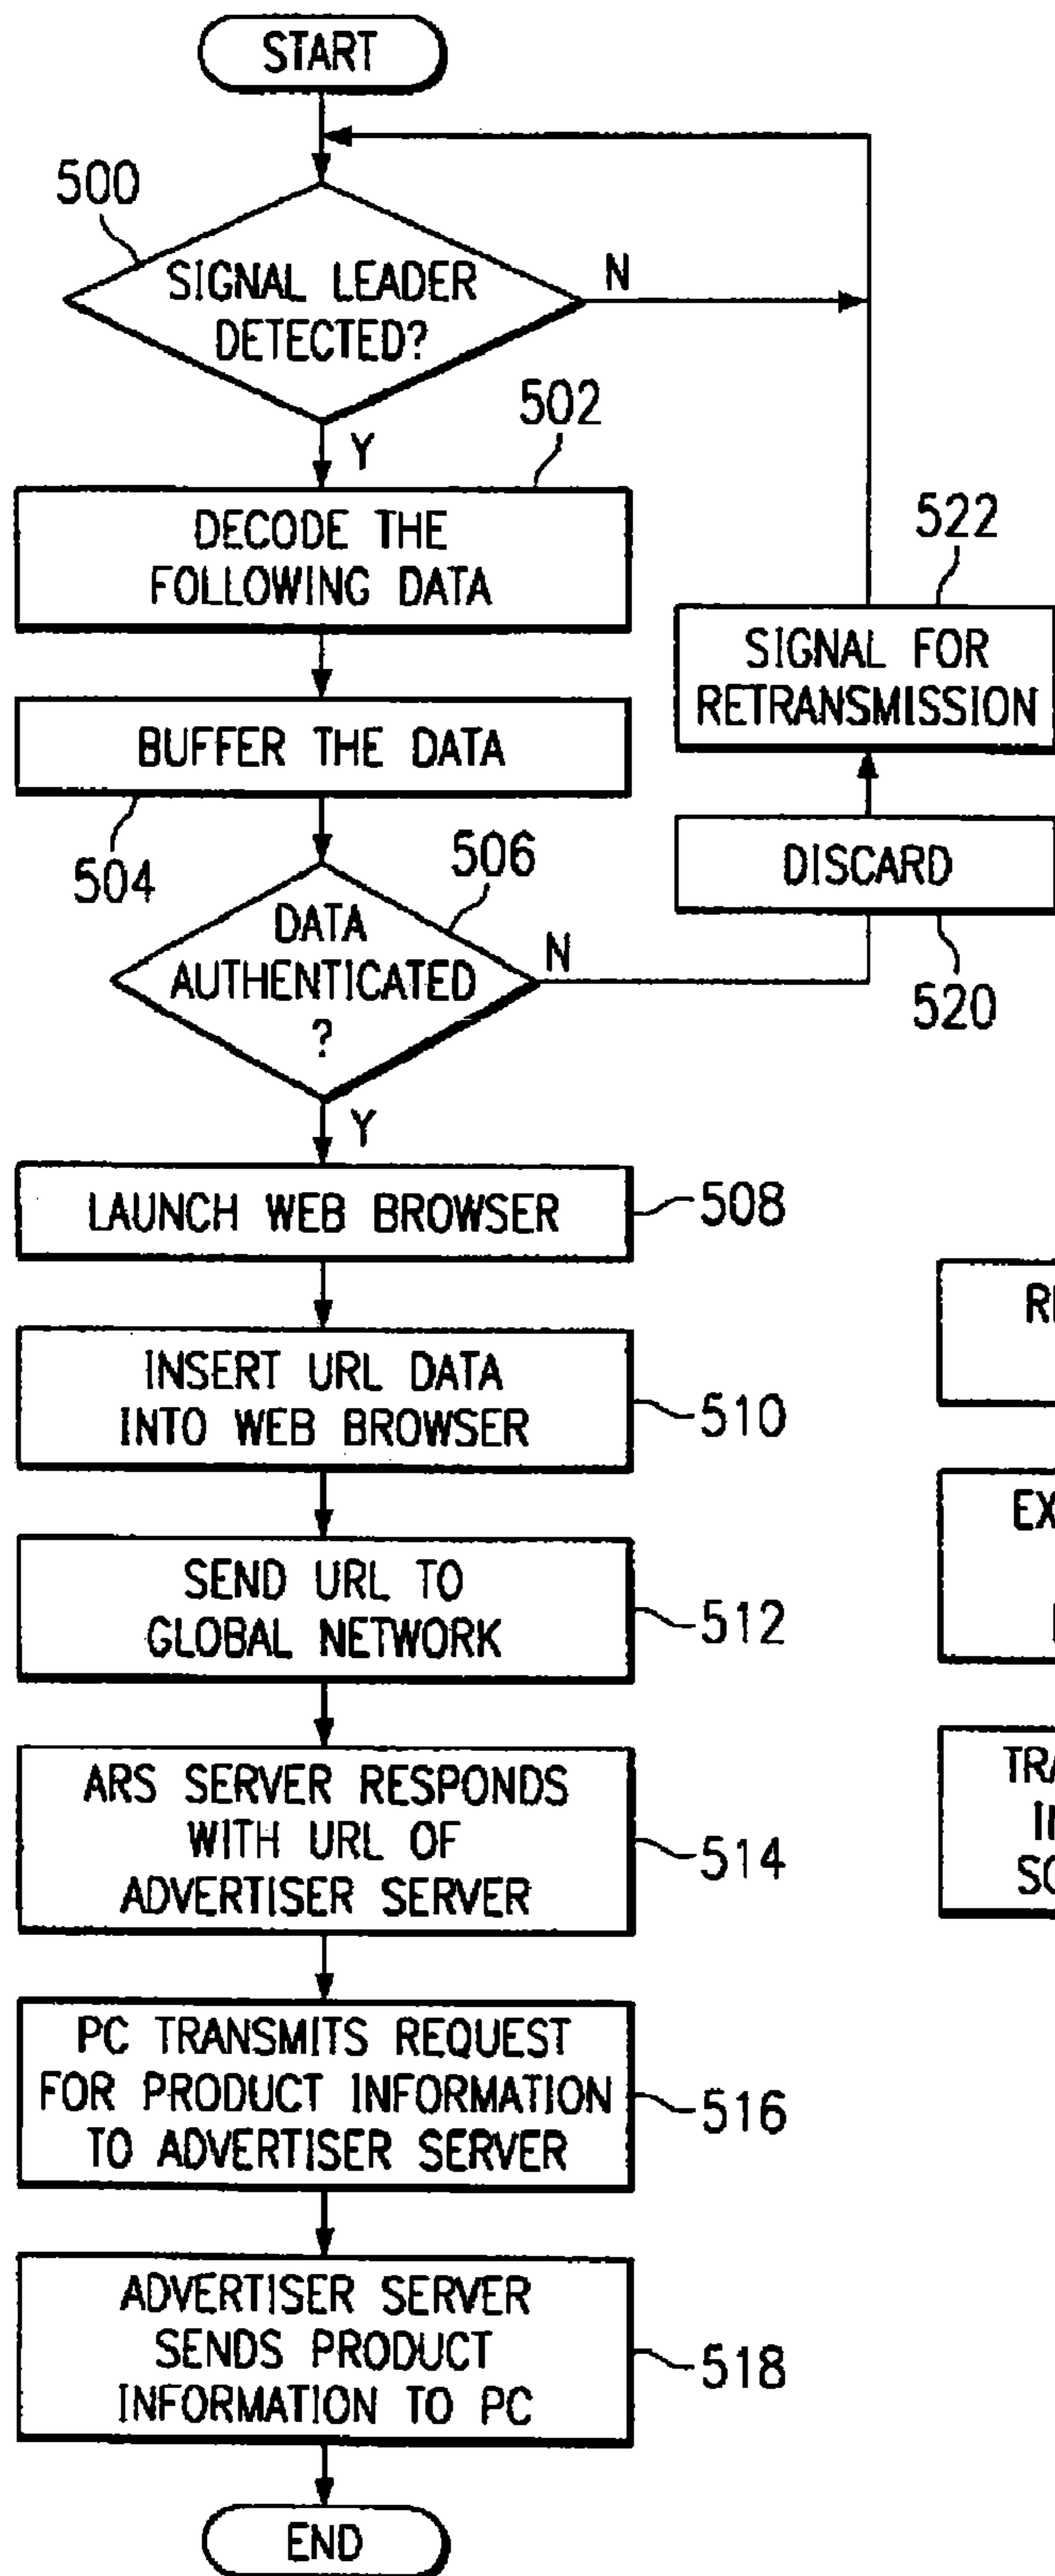 START
500
SIGNAL LEADER
DETECTED?
N
Y
502
DECODE THE
FOLLOWING DATA
522
SIGNAL FOR
RETRANSMISSION
BUFFER THE DATA
504
DISCARD
520
506
DATA
AUTHENTICATED
?
N
Y
LAUNCH WEB BROWSER
508
INSERT URL DATA
INTO WEB BROWSER
510
SEND URL TO
GLOBAL NETWORK
512
ARS SERVER RESPONDS
WITH URL OF
ADVERTISER SERVER
514
PC TRANSMITS REQUEST
FOR PRODUCT INFORMATION
TO ADVERTISER SERVER
516
ADVERTISER SERVER
SENDS PRODUCT
INFORMATION TO PC
518
END
EX
TRA
SO